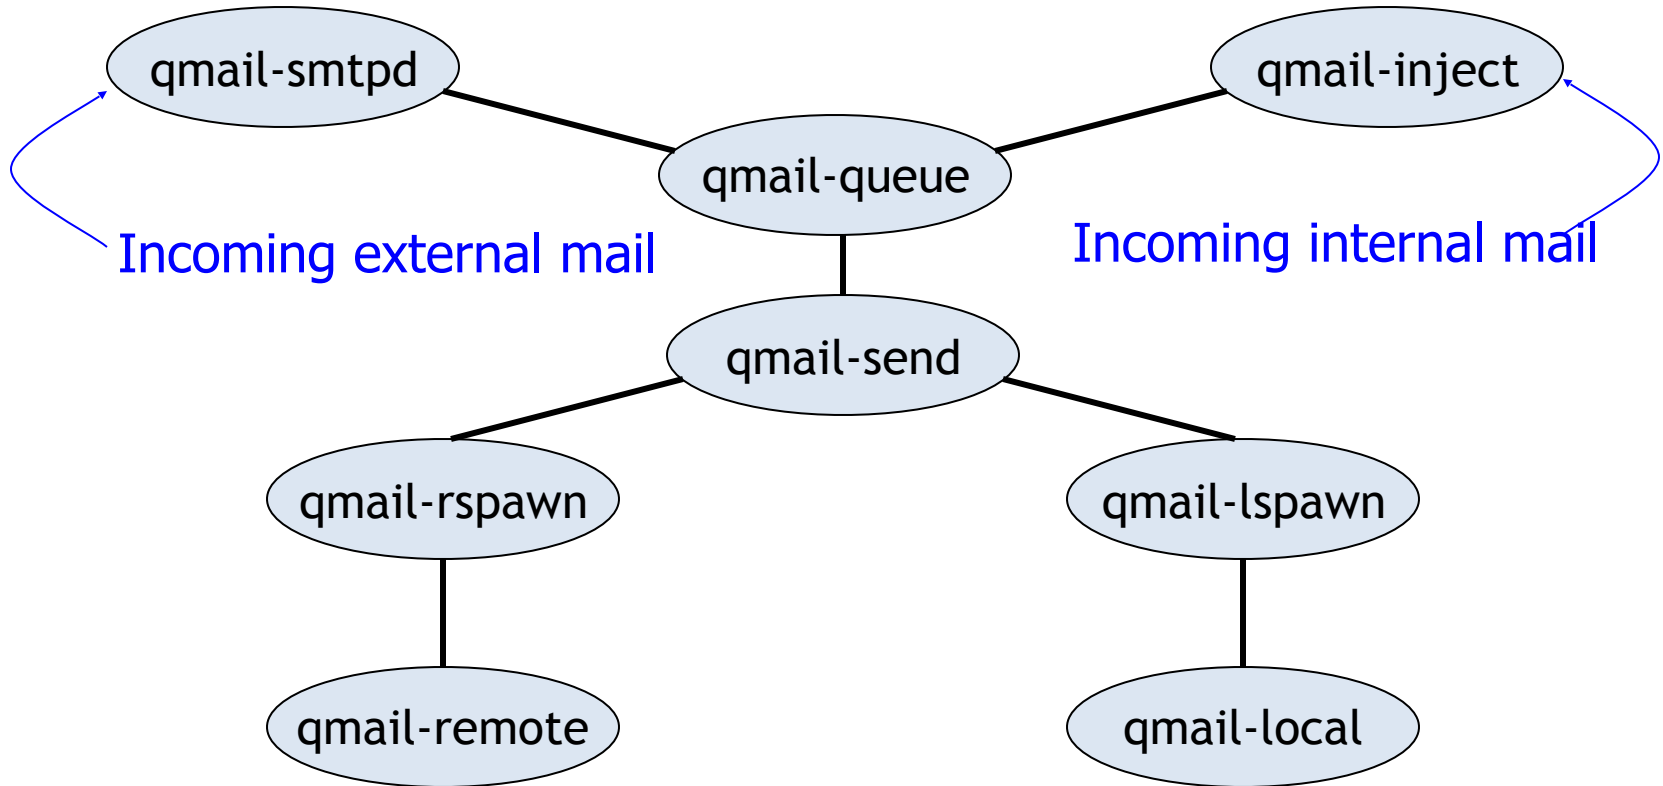 qmail-smtpd
qmail-inject
qmail-queue
Incoming external mail
Incoming internal mail
qmail-send
qmail-rspawn
qmail-lspawn
qmail-remote
qmail-local